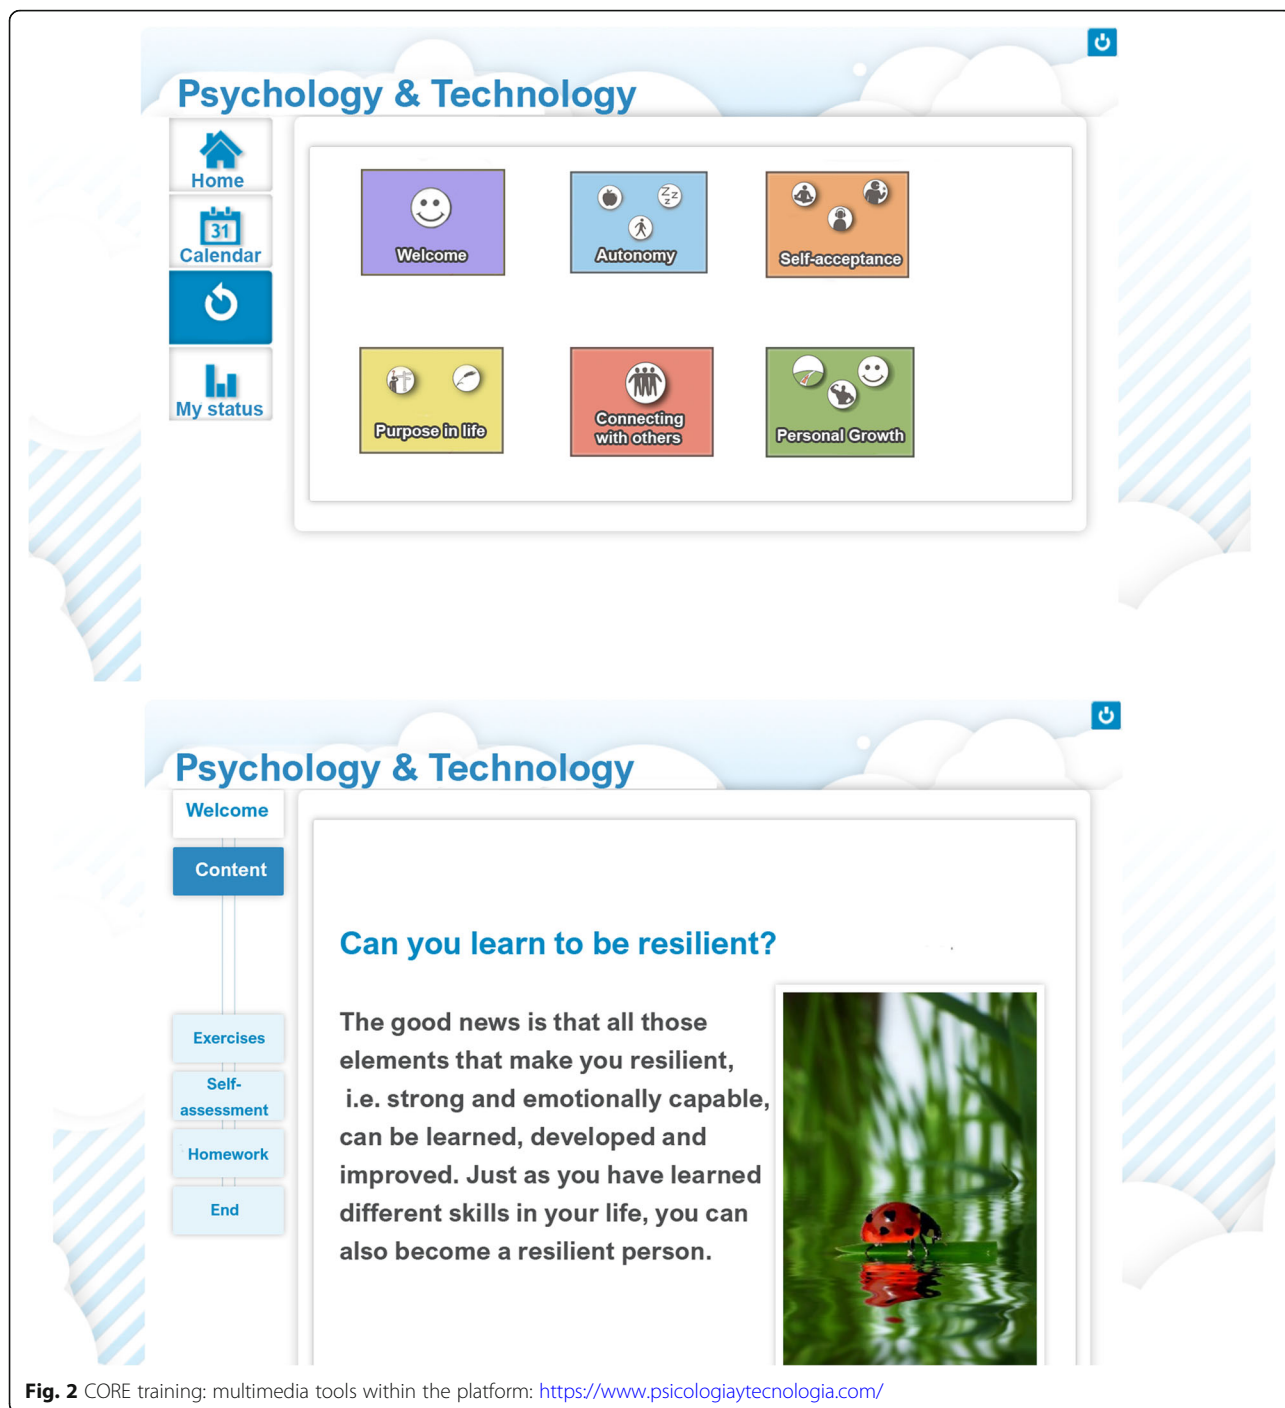 Psychology & Technology
Home
31
Calendar
My status
Welcome
Autonomy
Self-acceptance
Purpose in life
Connecting
with others
Personal Growth
Psychology & Technology
Welcome
Content
Exercises
Self-
assessment
Homework
End
Can you learn to be resilient?
The good news is that all those
elements that make you resilient,
i.e. strong and emotionally capable,
can be learned, developed and
improved. Just as you have learned
different skills in your life, you can
also become a resilient person.
Fig. 2 CORE training: multimedia tools within the platform: https://www.psicologiaytecnologia.com/